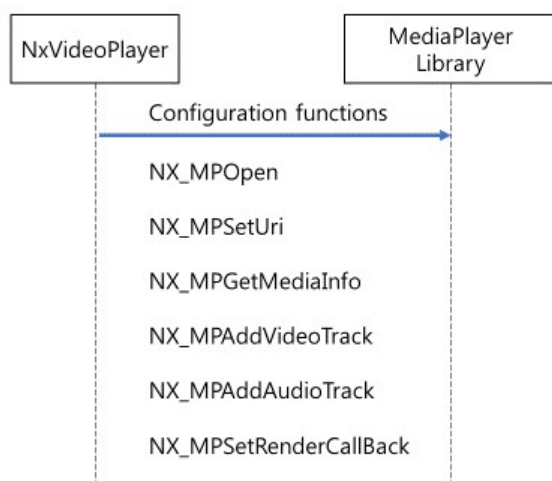 NxVideoPlayer
MediaPlayer
Library
Configuration functions
NX_MPOpen
NX_MPSetUri
NX_MPGetMediaInfo
NX_MPAddVideoTrack
NX_MPAddAudioTrack
NX_MPSetRenderCallBack